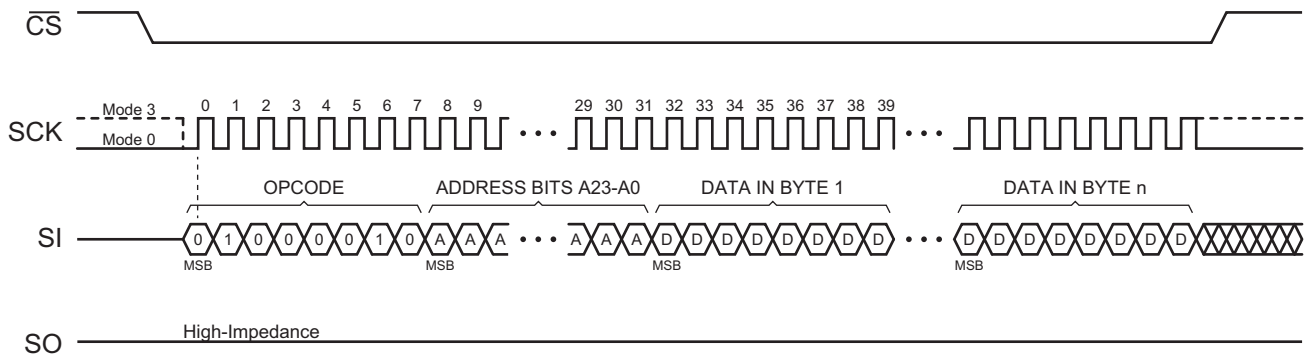 CS
Mode 3
0 1 2 3 4 5 6 7 8 9 29 30 31 32 33 34 35 36 37 38 39
SCK
Mode 0
OPCODE ADDRESS BITS A23-A0 DATA IN BYTE 1 DATA IN BYTE n
SI 0 1 0 0 0 0 1 0 A A A A A A D D D D D D D D D D D D D D D D
MSB MSB MSB MSB
High-Impedance
SO